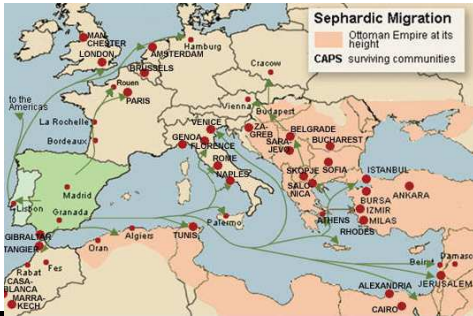 Sephardic Migration
Ottoman Empire at its
height
CAPS surviving communities
MAN-
CHESTER
LONDON
AMSTERDAM
Hamburg
BRUSSELS
Rouen
PARIS
Cracow
to the
Americas
La Rochelle
Bordeaux
Vienna
Budapest
VENICE
ZA-
GREB
BELGRADE
GENOA
FLORENCE
SARA-
JEVO
BUCHAREST
ROME
NAPLES
SKOPJE
SOFIA
SALO
NICA
ISTANBUL
ANKARA
BURSA
IZMIR
MILAS
ATHENS
RHODES
Madrid
Lisbon
Granada
GIBRALTAR
TANGIER
Palermo
TUNIS
Algiers
Oran
Rabat
Fes
CASA-
BLANCA
MARRA-
KECH
Beirut
Damasc
JERUSALEM
ALEXANDRIA
CAIRO